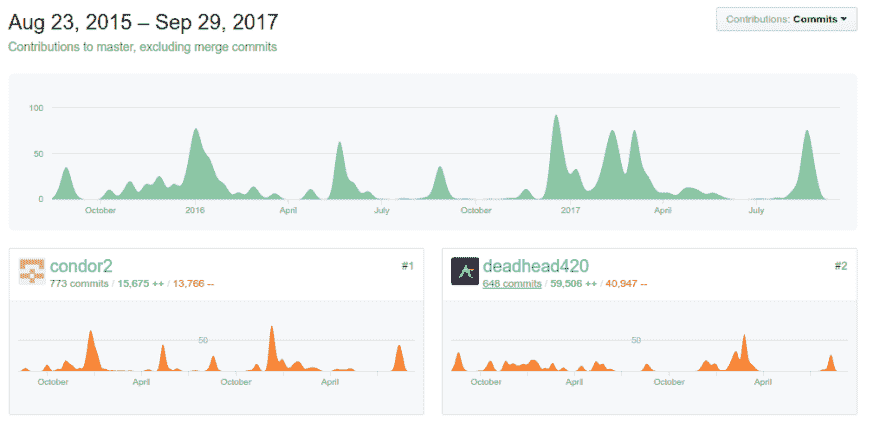 Aug 23, 2015 – Sep 29, 2017
Contributions: Commits
Contributions to master, excluding merge commits
100
50
0
October 2016 April July October 2017 April July
condor2 #1
773 commits / 15,675 ++ / 13,766 --
50
October April October April
deadhead420 #2
648 commits / 59,506 ++ / 40,947 --
50
October April October April